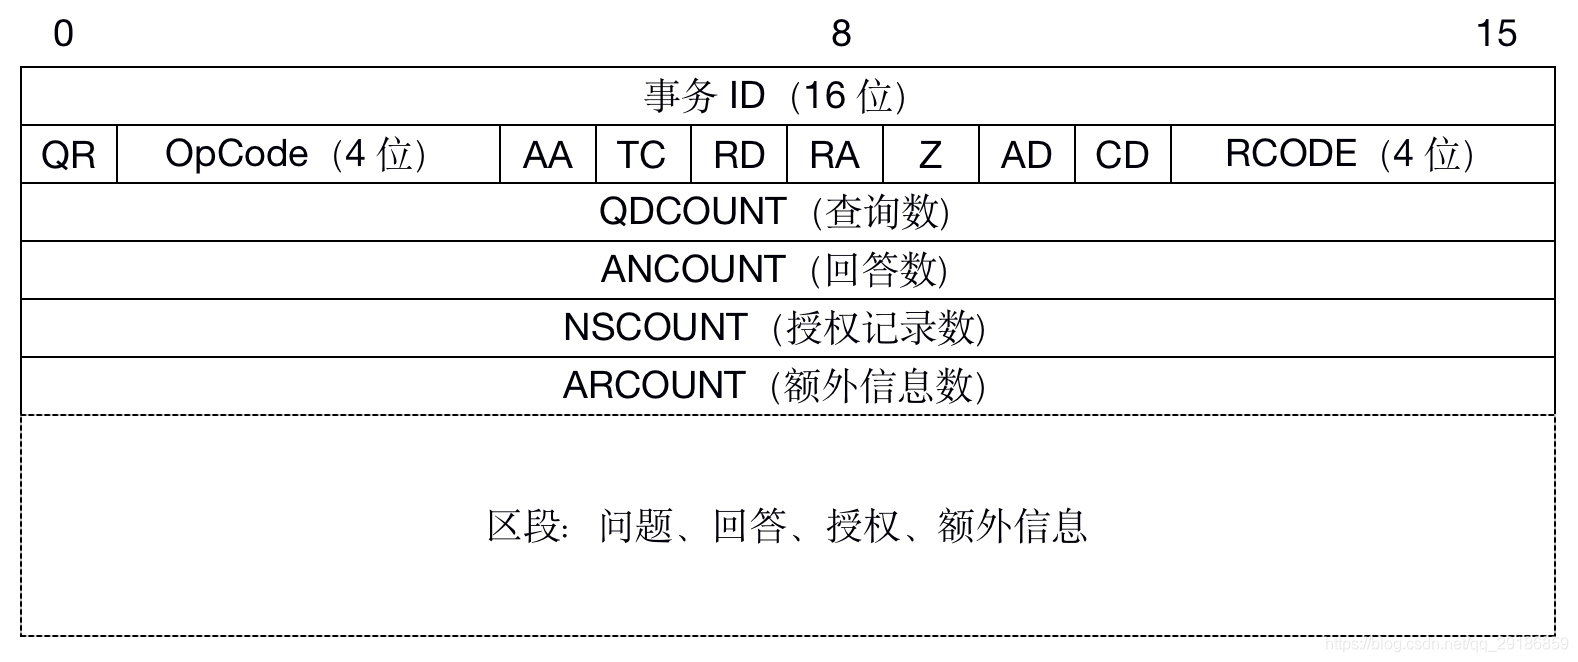 0 8 15
事务 ID（16 位）
QR OpCode（4 位） AA TC RD RA Z AD CD RCODE（4 位）
QDCOUNT（查询数）
ANCOUNT（回答数）
NSCOUNT（授权记录数）
ARCOUNT（额外信息数）
区段： 问题、回答、授权、额外信息
https://blog.csdn.net/qq_29186859